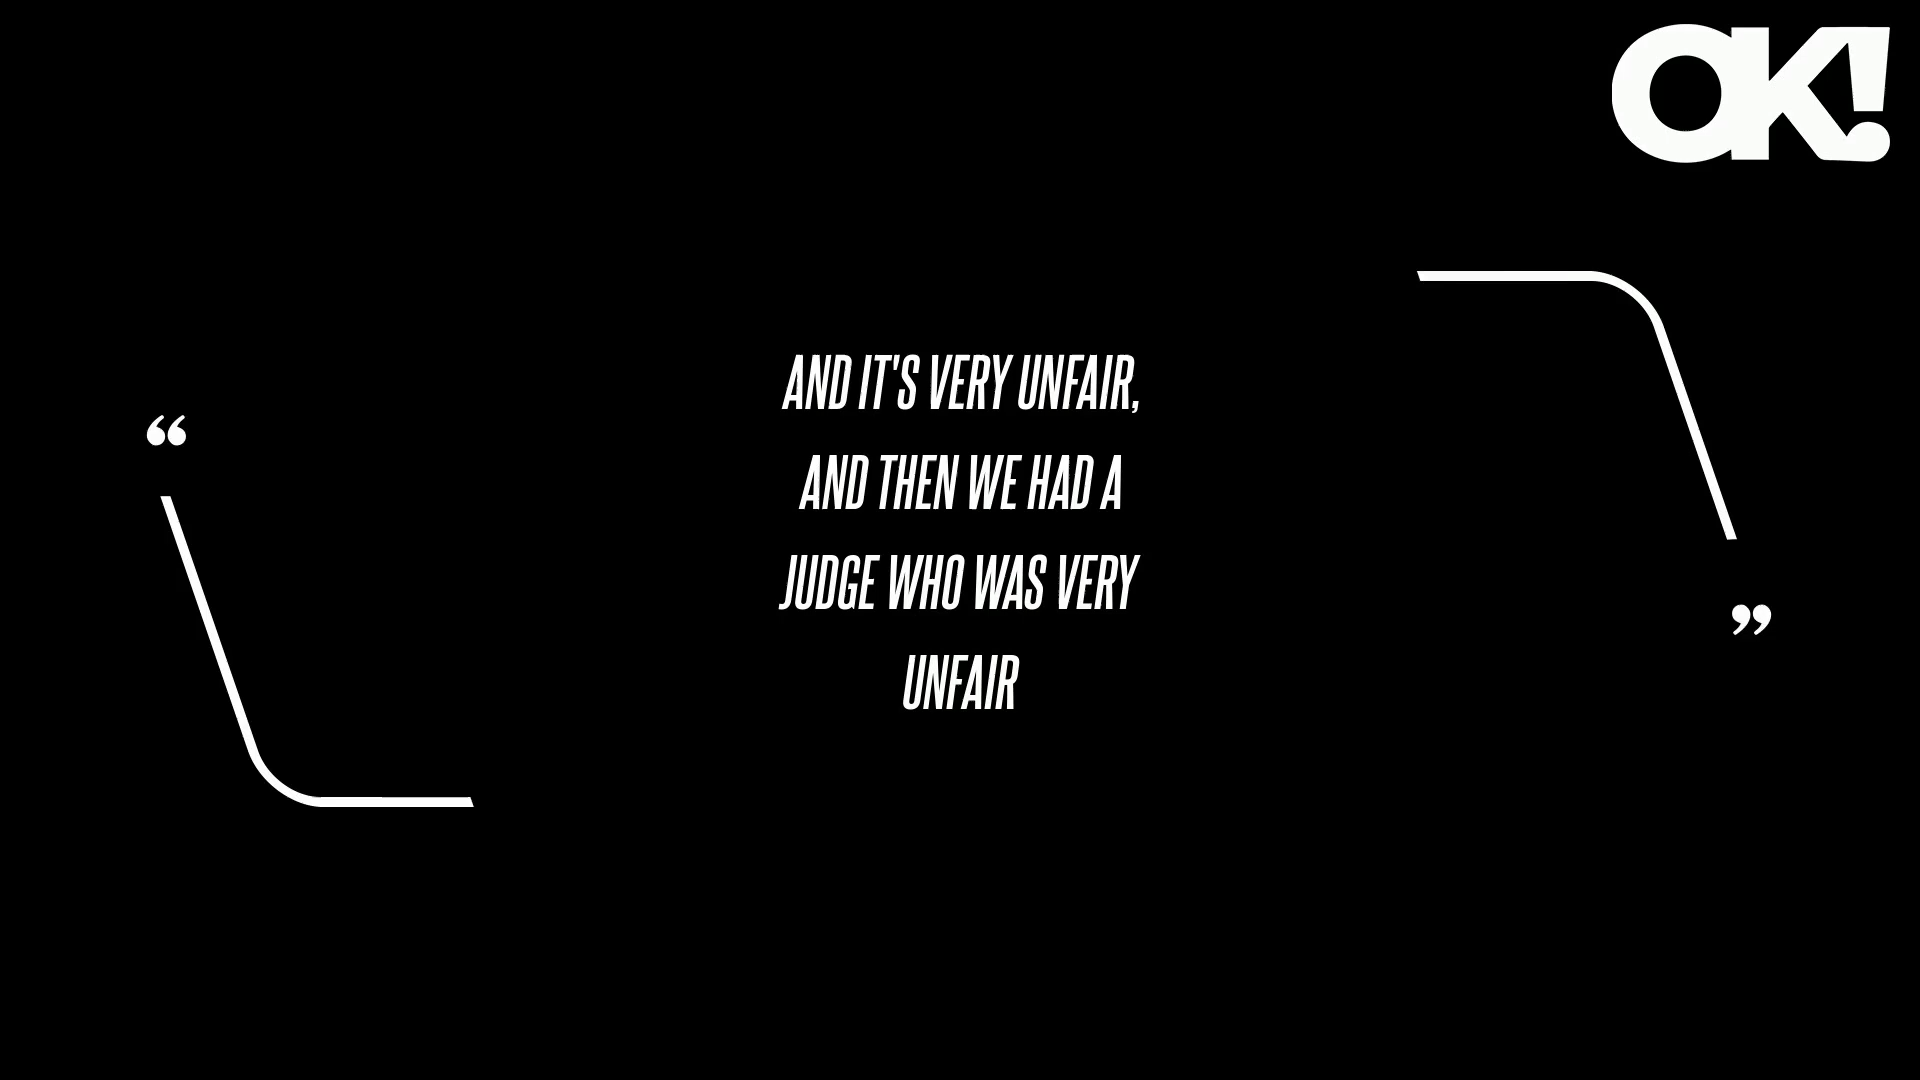 OK!
“
AND IT'S VERY UNFAIR,
AND THEN WE HAD A
JUDGE WHO WAS VERY
UNFAIR
”